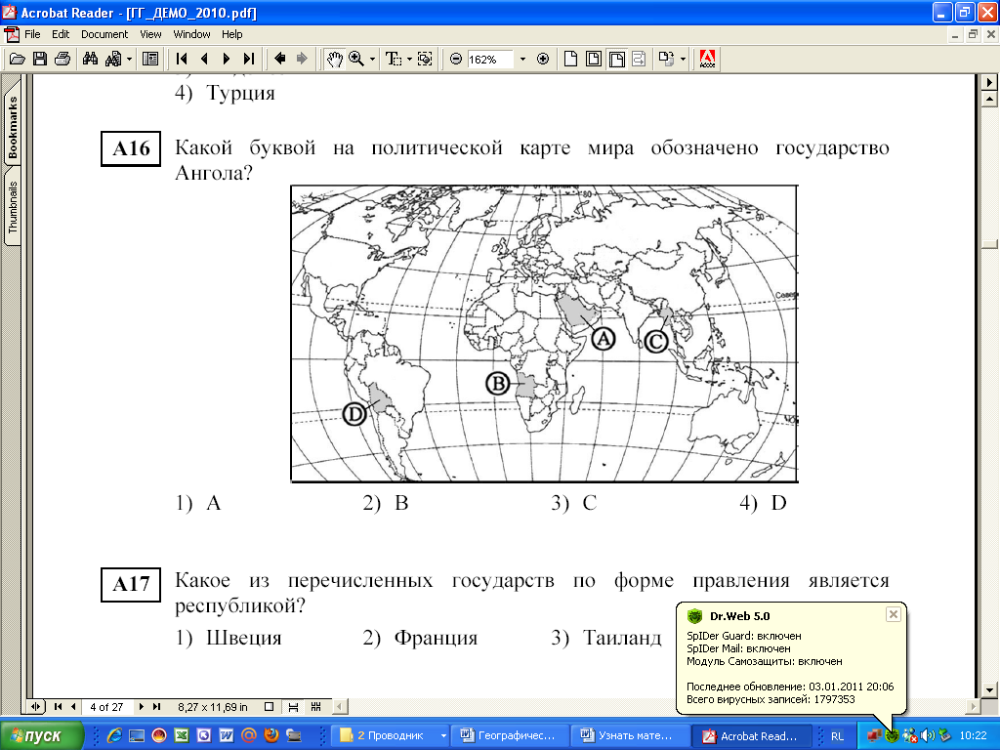 Acrobat Reader - [ГГ_ДЕМО_2010.pdf]
File Edit Document View Window Help
162%
Bookmarks
Thumbnails
4) Турция
A16 Какой буквой на политической карте мира обозначено государство
Ангола?
A
B
C
D
1) A 2) B 3) C 4) D
A17 Какое из перечисленных государств по форме правления является
республикой?
1) Швеция 2) Франция 3) Таиланд
Dr.Web 5.0
SpIDer Guard: включен
SpIDer Mail: включен
Модуль Самозащиты: включен
Последнее обновление: 03.01.2011 20:06
Всего вирусных записей: 1797353
4 of 27 8,27 x 11,69 in
пуск 2 Проводник Географичес... Узнать мате... Acrobat Read... RL 10:22